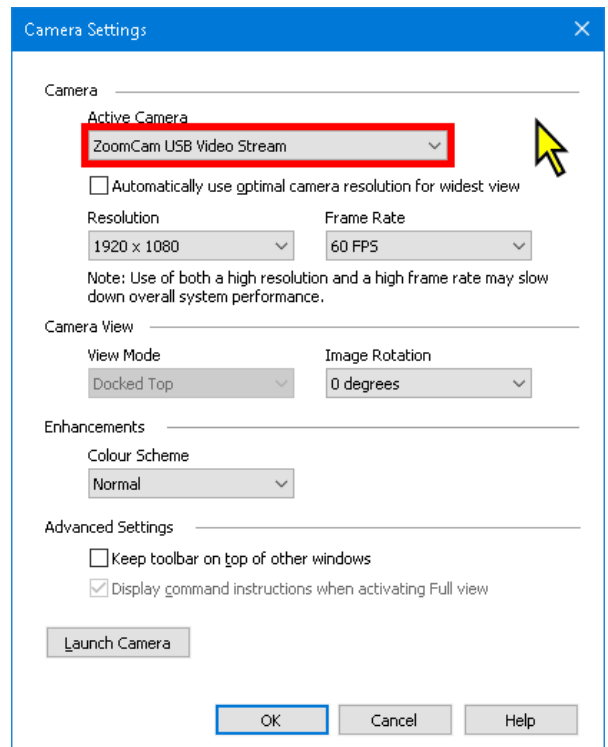 Camera Settings
Camera
Active Camera
ZoomCam USB Video Stream
Automatically use optimal camera resolution for widest view
Resolution Frame Rate
1920 x 1080 60 FPS
Note: Use of both a high resolution and a high frame rate may slow
down overall system performance.
Camera View
View Mode Image Rotation
Docked Top 0 degrees
Enhancements
Colour Scheme
Normal
Advanced Settings
Keep toolbar on top of other windows
Display command instructions when activating Full view
Launch Camera
OK Cancel Help